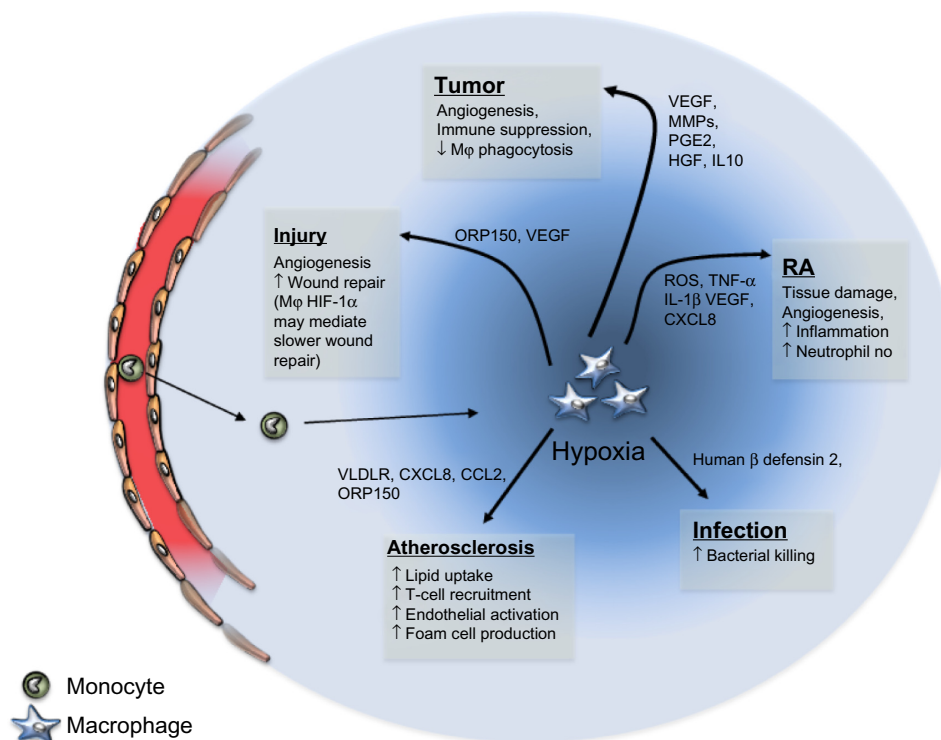 Tumor
Angiogenesis,
Immune suppression,
↓ Mφ phagocytosis
VEGF,
MMPs,
PGE2,
HGF, IL10
Injury
Angiogenesis
↑ Wound repair
(Mφ HIF-1α
may mediate
slower wound
repair)
ORP150, VEGF
ROS, TNF-α
IL-1β VEGF,
CXCL8
RA
Tissue damage,
Angiogenesis,
↑ Inflammation
↑ Neutrophil no
Hypoxia
VLDLR, CXCL8, CCL2,
ORP150
Human β defensin 2,
Atherosclerosis
↑ Lipid uptake
↑ T-cell recruitment
↑ Endothelial activation
↑ Foam cell production
Infection
↑ Bacterial killing
Monocyte
Macrophage